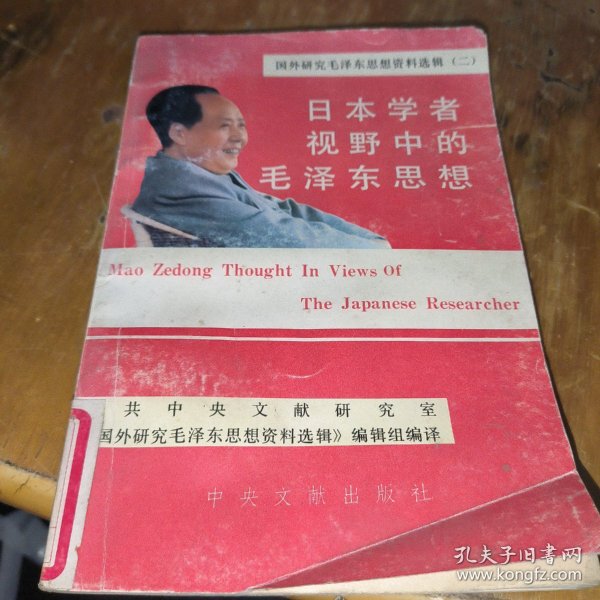 国外研究毛泽东思想资料选辑（二）
日本学者
视野中的
毛泽东思想
Mao Zedong Thought In Views Of
The Japanese Researcher
共中央文献研究室
国外研究毛泽东思想资料选辑》编辑组编译
中央文献出版社
孔夫子旧书网
www.kongfz.com